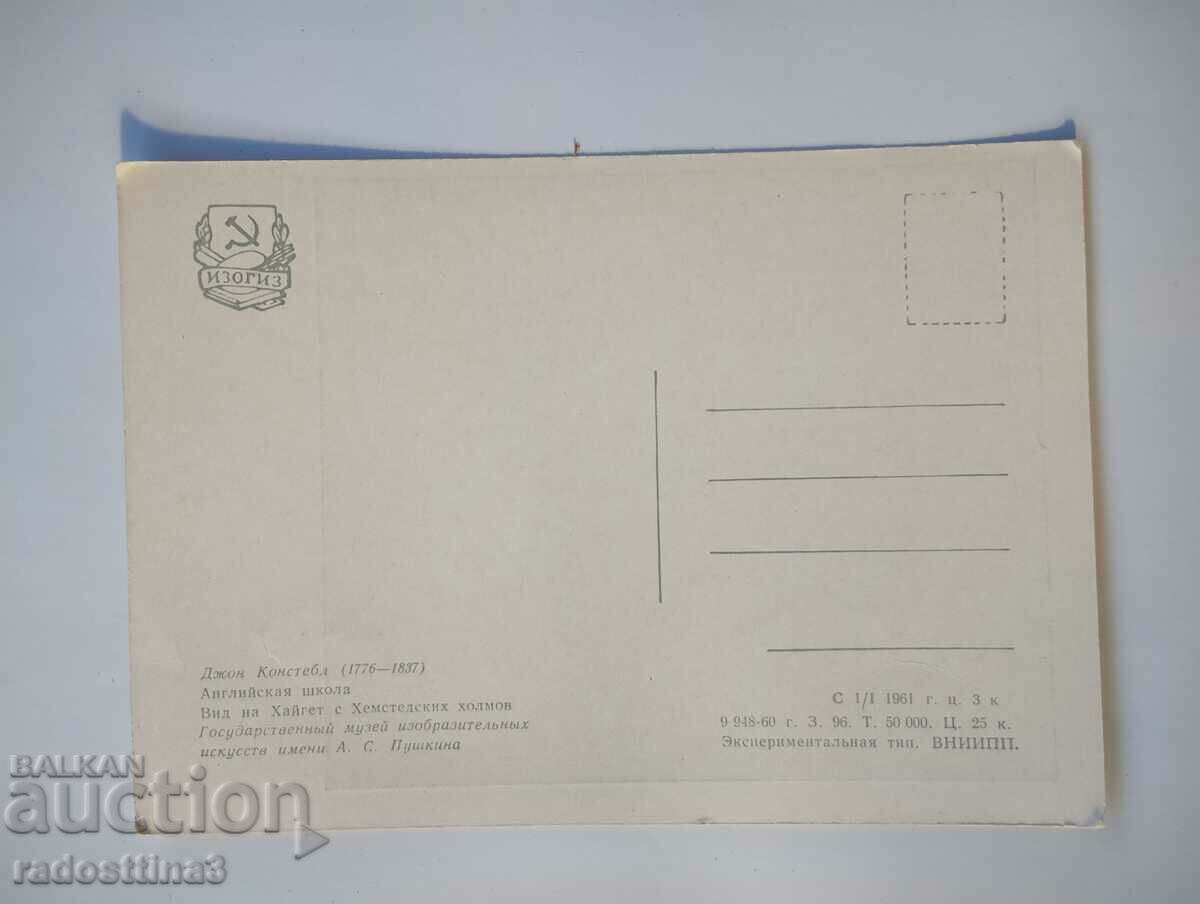 ИЗОГИЗ
Джон Констебл (1776—1837)
Английская школа
Вид на Хайгет с Хемстедских холмов
Государственный музей изобразительных
искусств имени А. С. Пушкина
С 1/I 1961 г. ц. 3 к
9 948-60 г. З. 96. Т. 50 000. Ц. 25 к.
Экспериментальная тип. ВНИИПП.
BALKAN
auction
radosttina3